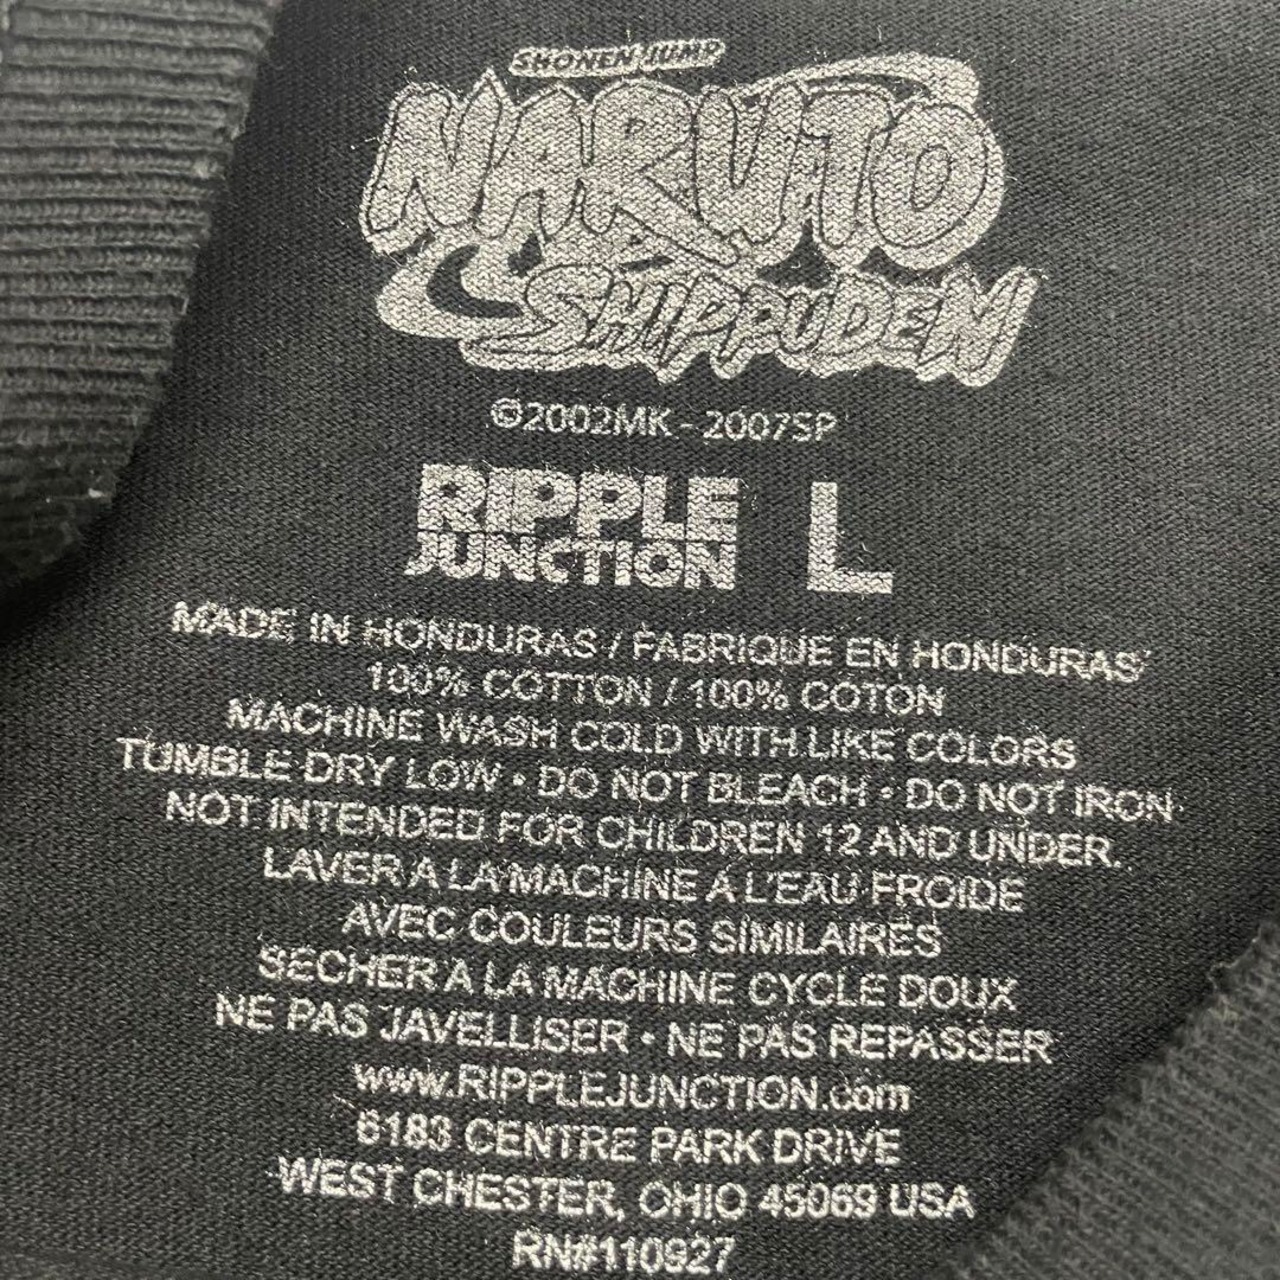 SHONEN JUMP
NARUTO
SHIPPUDEN
©2002MK - 2007SP
RIPPLE
JUNCTION L
MADE IN HONDURAS / FABRIQUE EN HONDURAS
100% COTTON / 100% COTON
MACHINE WASH COLD WITH LIKE COLORS
TUMBLE DRY LOW • DO NOT BLEACH • DO NOT IRON
NOT INTENDED FOR CHILDREN 12 AND UNDER.
LAVER A LA MACHINE A L'EAU FROIDE
AVEC COULEURS SIMILAIRES
SECHER A LA MACHINE CYCLE DOUX
NE PAS JAVELLISER • NE PAS REPASSER
www.RIPPLEJUNCTION.com
6183 CENTRE PARK DRIVE
WEST CHESTER, OHIO 45069 USA
RN#110927